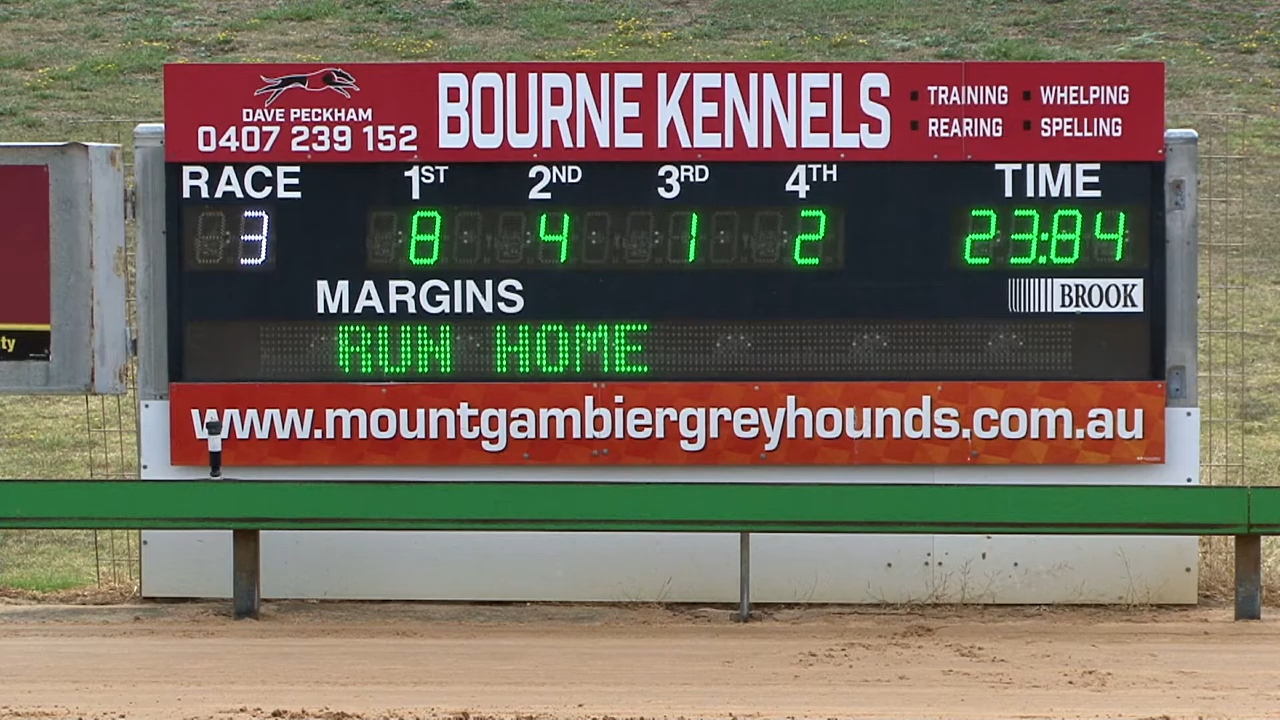 DAVE PECKHAM
0407 239 152
BOURNE KENNELS
TRAINING WHELPING
REARING SPELLING
RACE 1ST 2ND 3RD 4TH TIME
3 8 4 1 2 23:84
MARGINS
BROOK
RUN HOME
ty
www.mountgambiergreyhounds.com.au